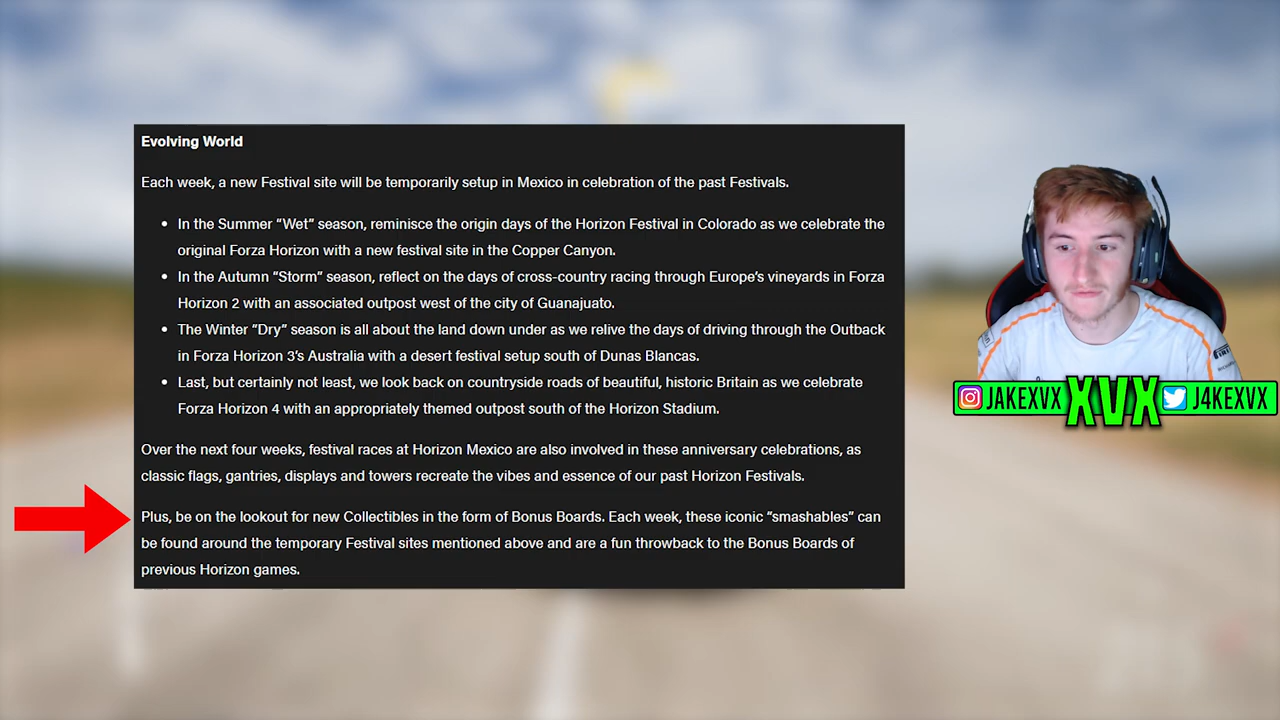 Evolving World
Each week, a new Festival site will be temporarily setup in Mexico in celebration of the past Festivals.
• In the Summer “Wet” season, reminisce the origin days of the Horizon Festival in Colorado as we celebrate the
original Forza Horizon with a new festival site in the Copper Canyon.
• In the Autumn “Storm” season, reflect on the days of cross-country racing through Europe’s vineyards in Forza
Horizon 2 with an associated outpost west of the city of Guanajuato.
• The Winter “Dry” season is all about the land down under as we relive the days of driving through the Outback
in Forza Horizon 3’s Australia with a desert festival setup south of Dunas Blancas.
• Last, but certainly not least, we look back on countryside roads of beautiful, historic Britain as we celebrate
Forza Horizon 4 with an appropriately themed outpost south of the Horizon Stadium.
Over the next four weeks, festival races at Horizon Mexico are also involved in these anniversary celebrations, as
classic flags, gantries, displays and towers recreate the vibes and essence of our past Horizon Festivals.
Plus, be on the lookout for new Collectibles in the form of Bonus Boards. Each week, these iconic “smashables” can
be found around the temporary Festival sites mentioned above and are a fun throwback to the Bonus Boards of
previous Horizon games.
JAKEXVX XVX J4KEXVX